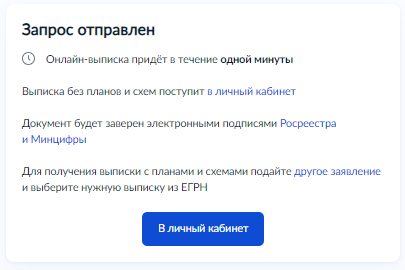 Запрос отправлен
Онлайн-выписка придёт в течение одной минуты
Выписка без планов и схем поступит в личный кабинет
Документ будет заверен электронными подписями Росреестра
и Минцифры
Для получения выписки с планами и схемами подайте другое заявление
и выберите нужную выписку из ЕГРН
В личный кабинет